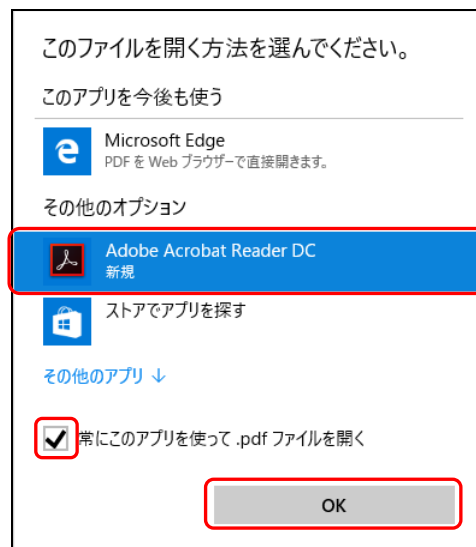 このファイルを開く方法を選んでください。
このアプリを今後も使う
Microsoft Edge
PDF を Web ブラウザーで直接開きます。
その他のオプション
Adobe Acrobat Reader DC
新規
ストアでアプリを探す
その他のアプリ ↓
常にこのアプリを使って .pdf ファイルを開く
OK